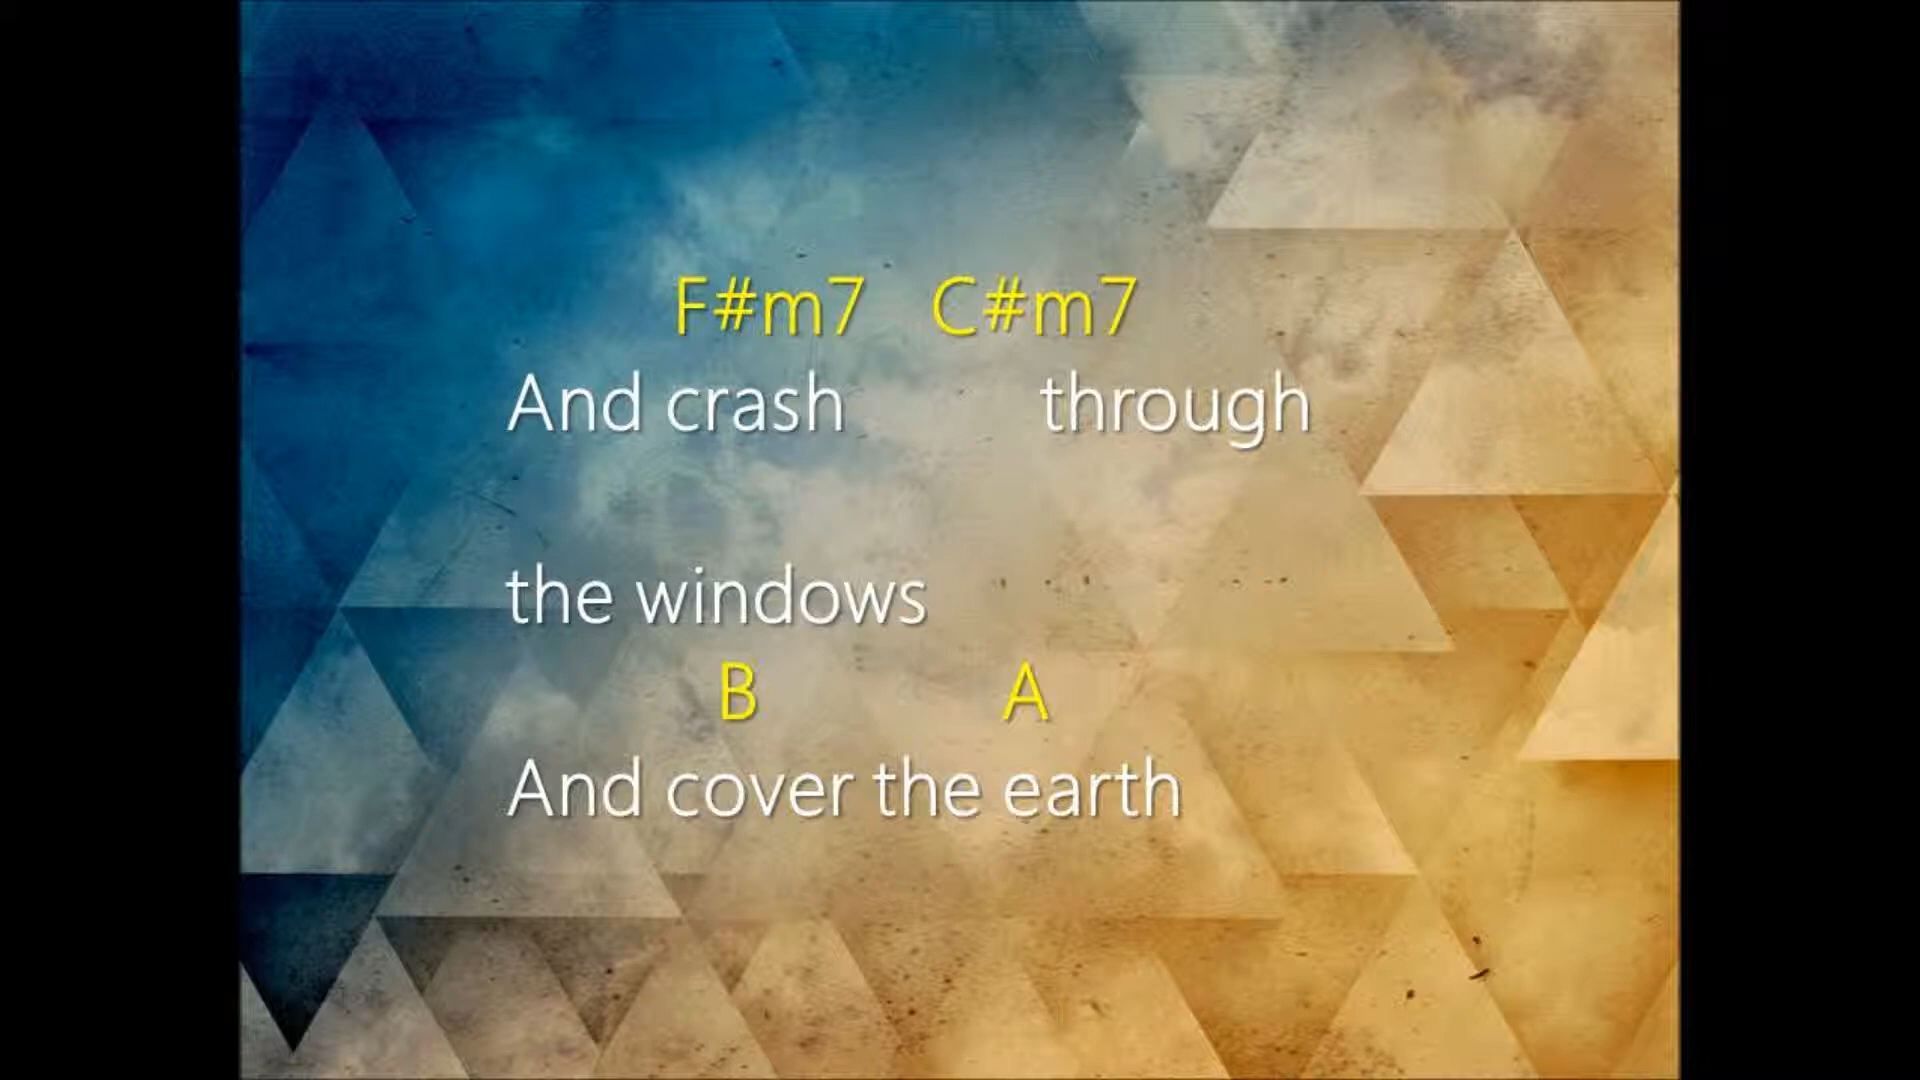 F#m7 C#m7
And crash through
the windows
B A
And cover the earth